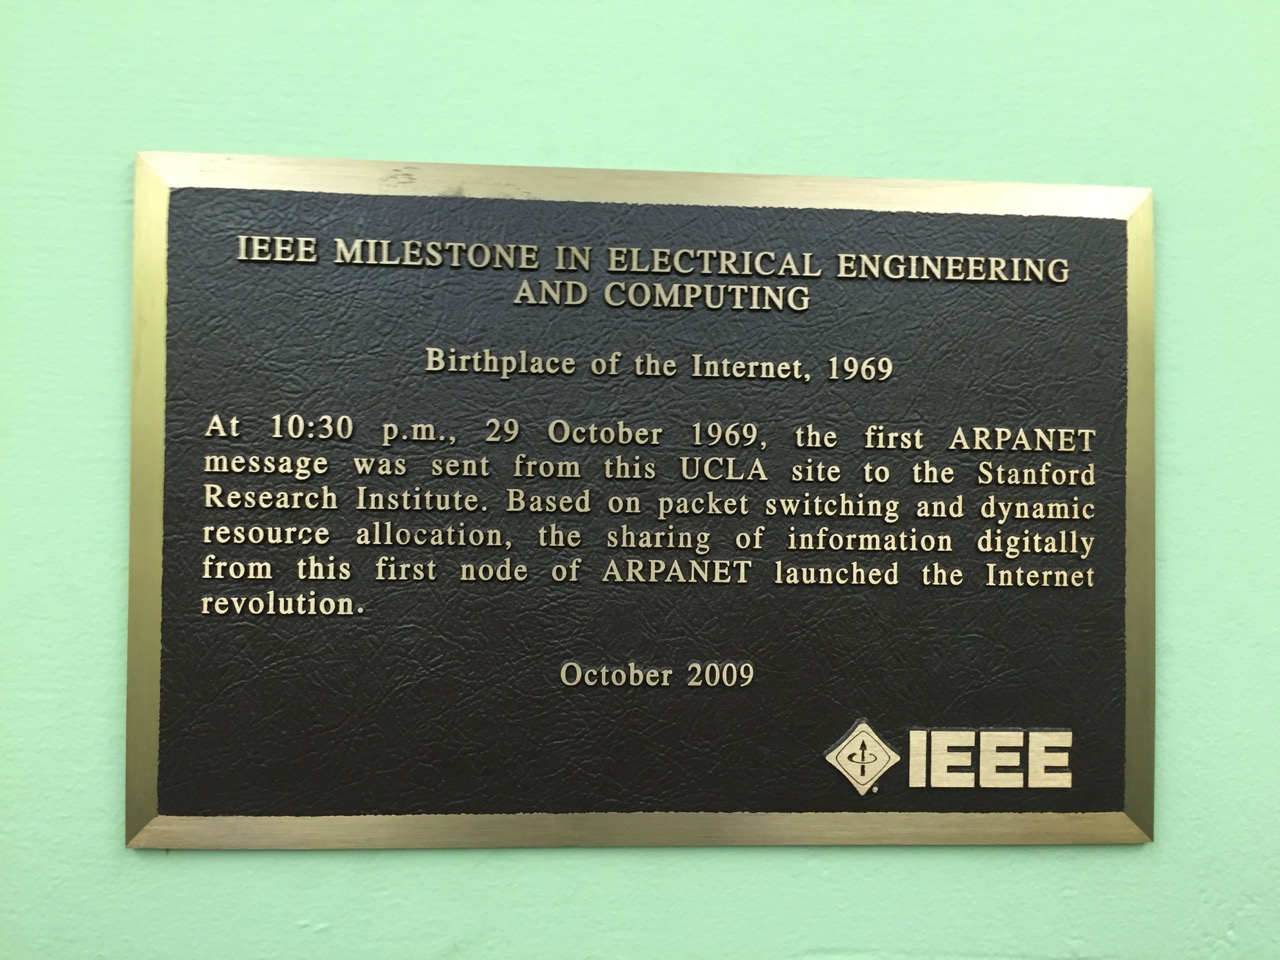 IEEE MILESTONE IN ELECTRICAL ENGINEERING
AND COMPUTING
Birthplace of the Internet, 1969
At 10:30 p.m., 29 October 1969, the first ARPANET
message was sent from this UCLA site to the Stanford
Research Institute. Based on packet switching and dynamic
resource allocation, the sharing of information digitally
from this first node of ARPANET launched the Internet
revolution.
October 2009
IEEE